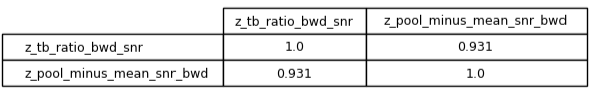 z_tb_ratio_bwd_snr z_pool_minus_mean_snr_bwd
z_tb_ratio_bwd_snr 1.0 0.931
z_pool_minus_mean_snr_bwd 0.931 1.0